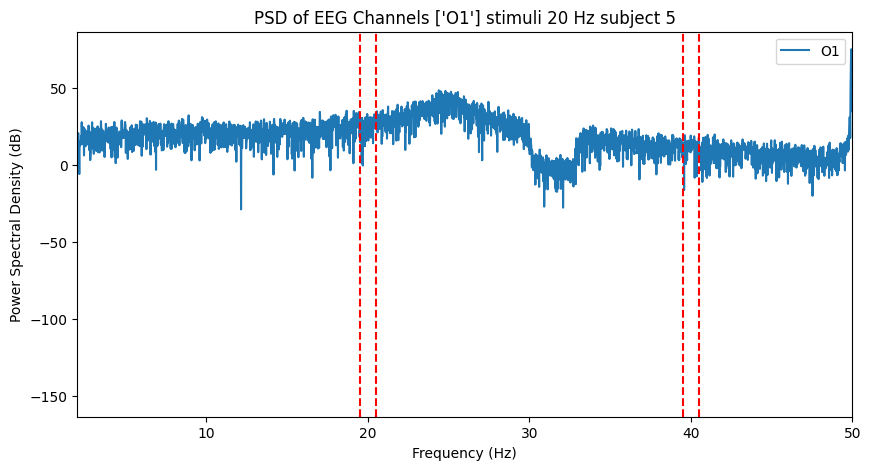 PSD of EEG Channels ['O1'] stimuli 20 Hz subject 5
O1
Power Spectral Density (dB)
50
0
−50
−100
−150
10
20
30
40
50
Frequency (Hz)